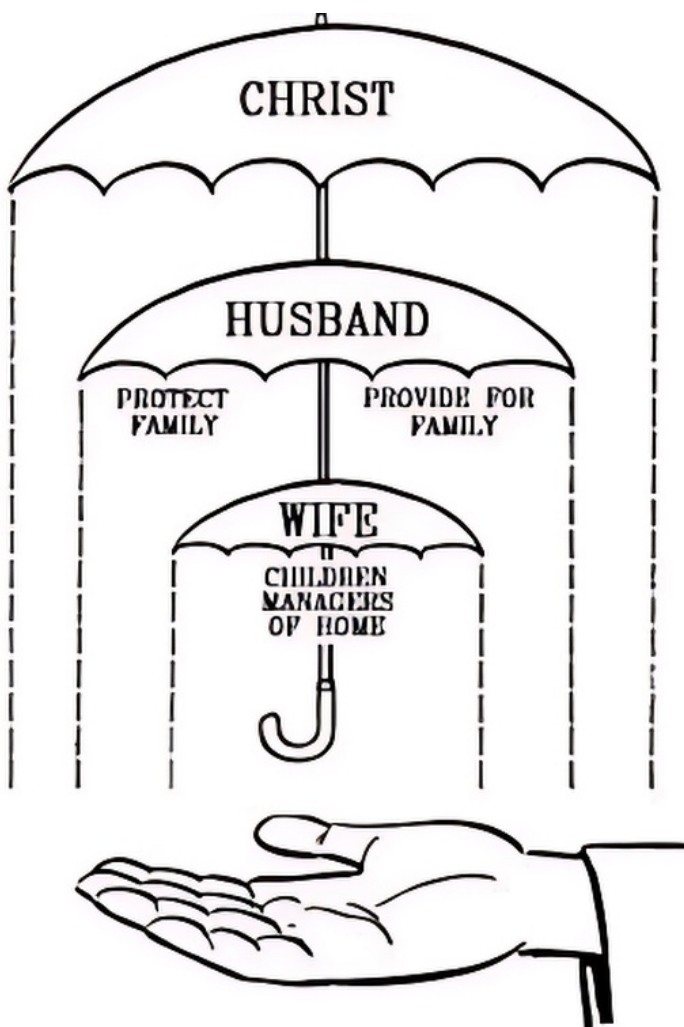 CHRIST
HUSBAND
PROTECT
FAMILY
PROVIDE FOR
FAMILY
WIFE
CHILDREN
MANAGERS
OF HOME